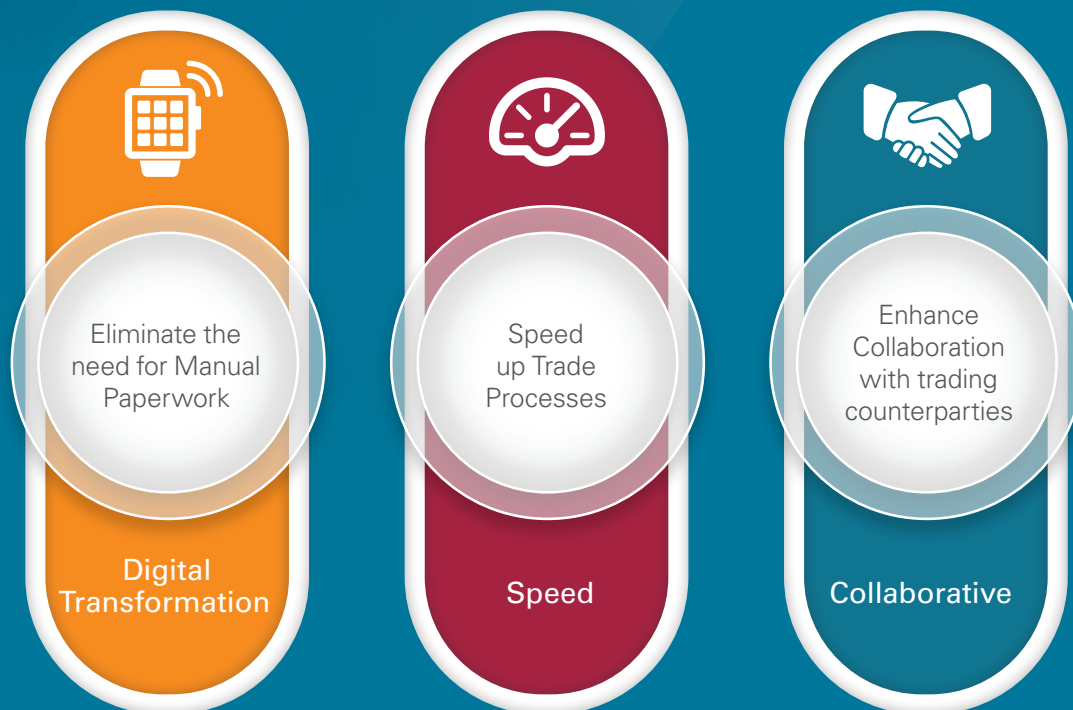 Eliminate the
need for Manual
Paperwork
Digital
Transformation
Speed
up Trade
Processes
Speed
Enhance
Collaboration
with trading
counterparties
Collaborative